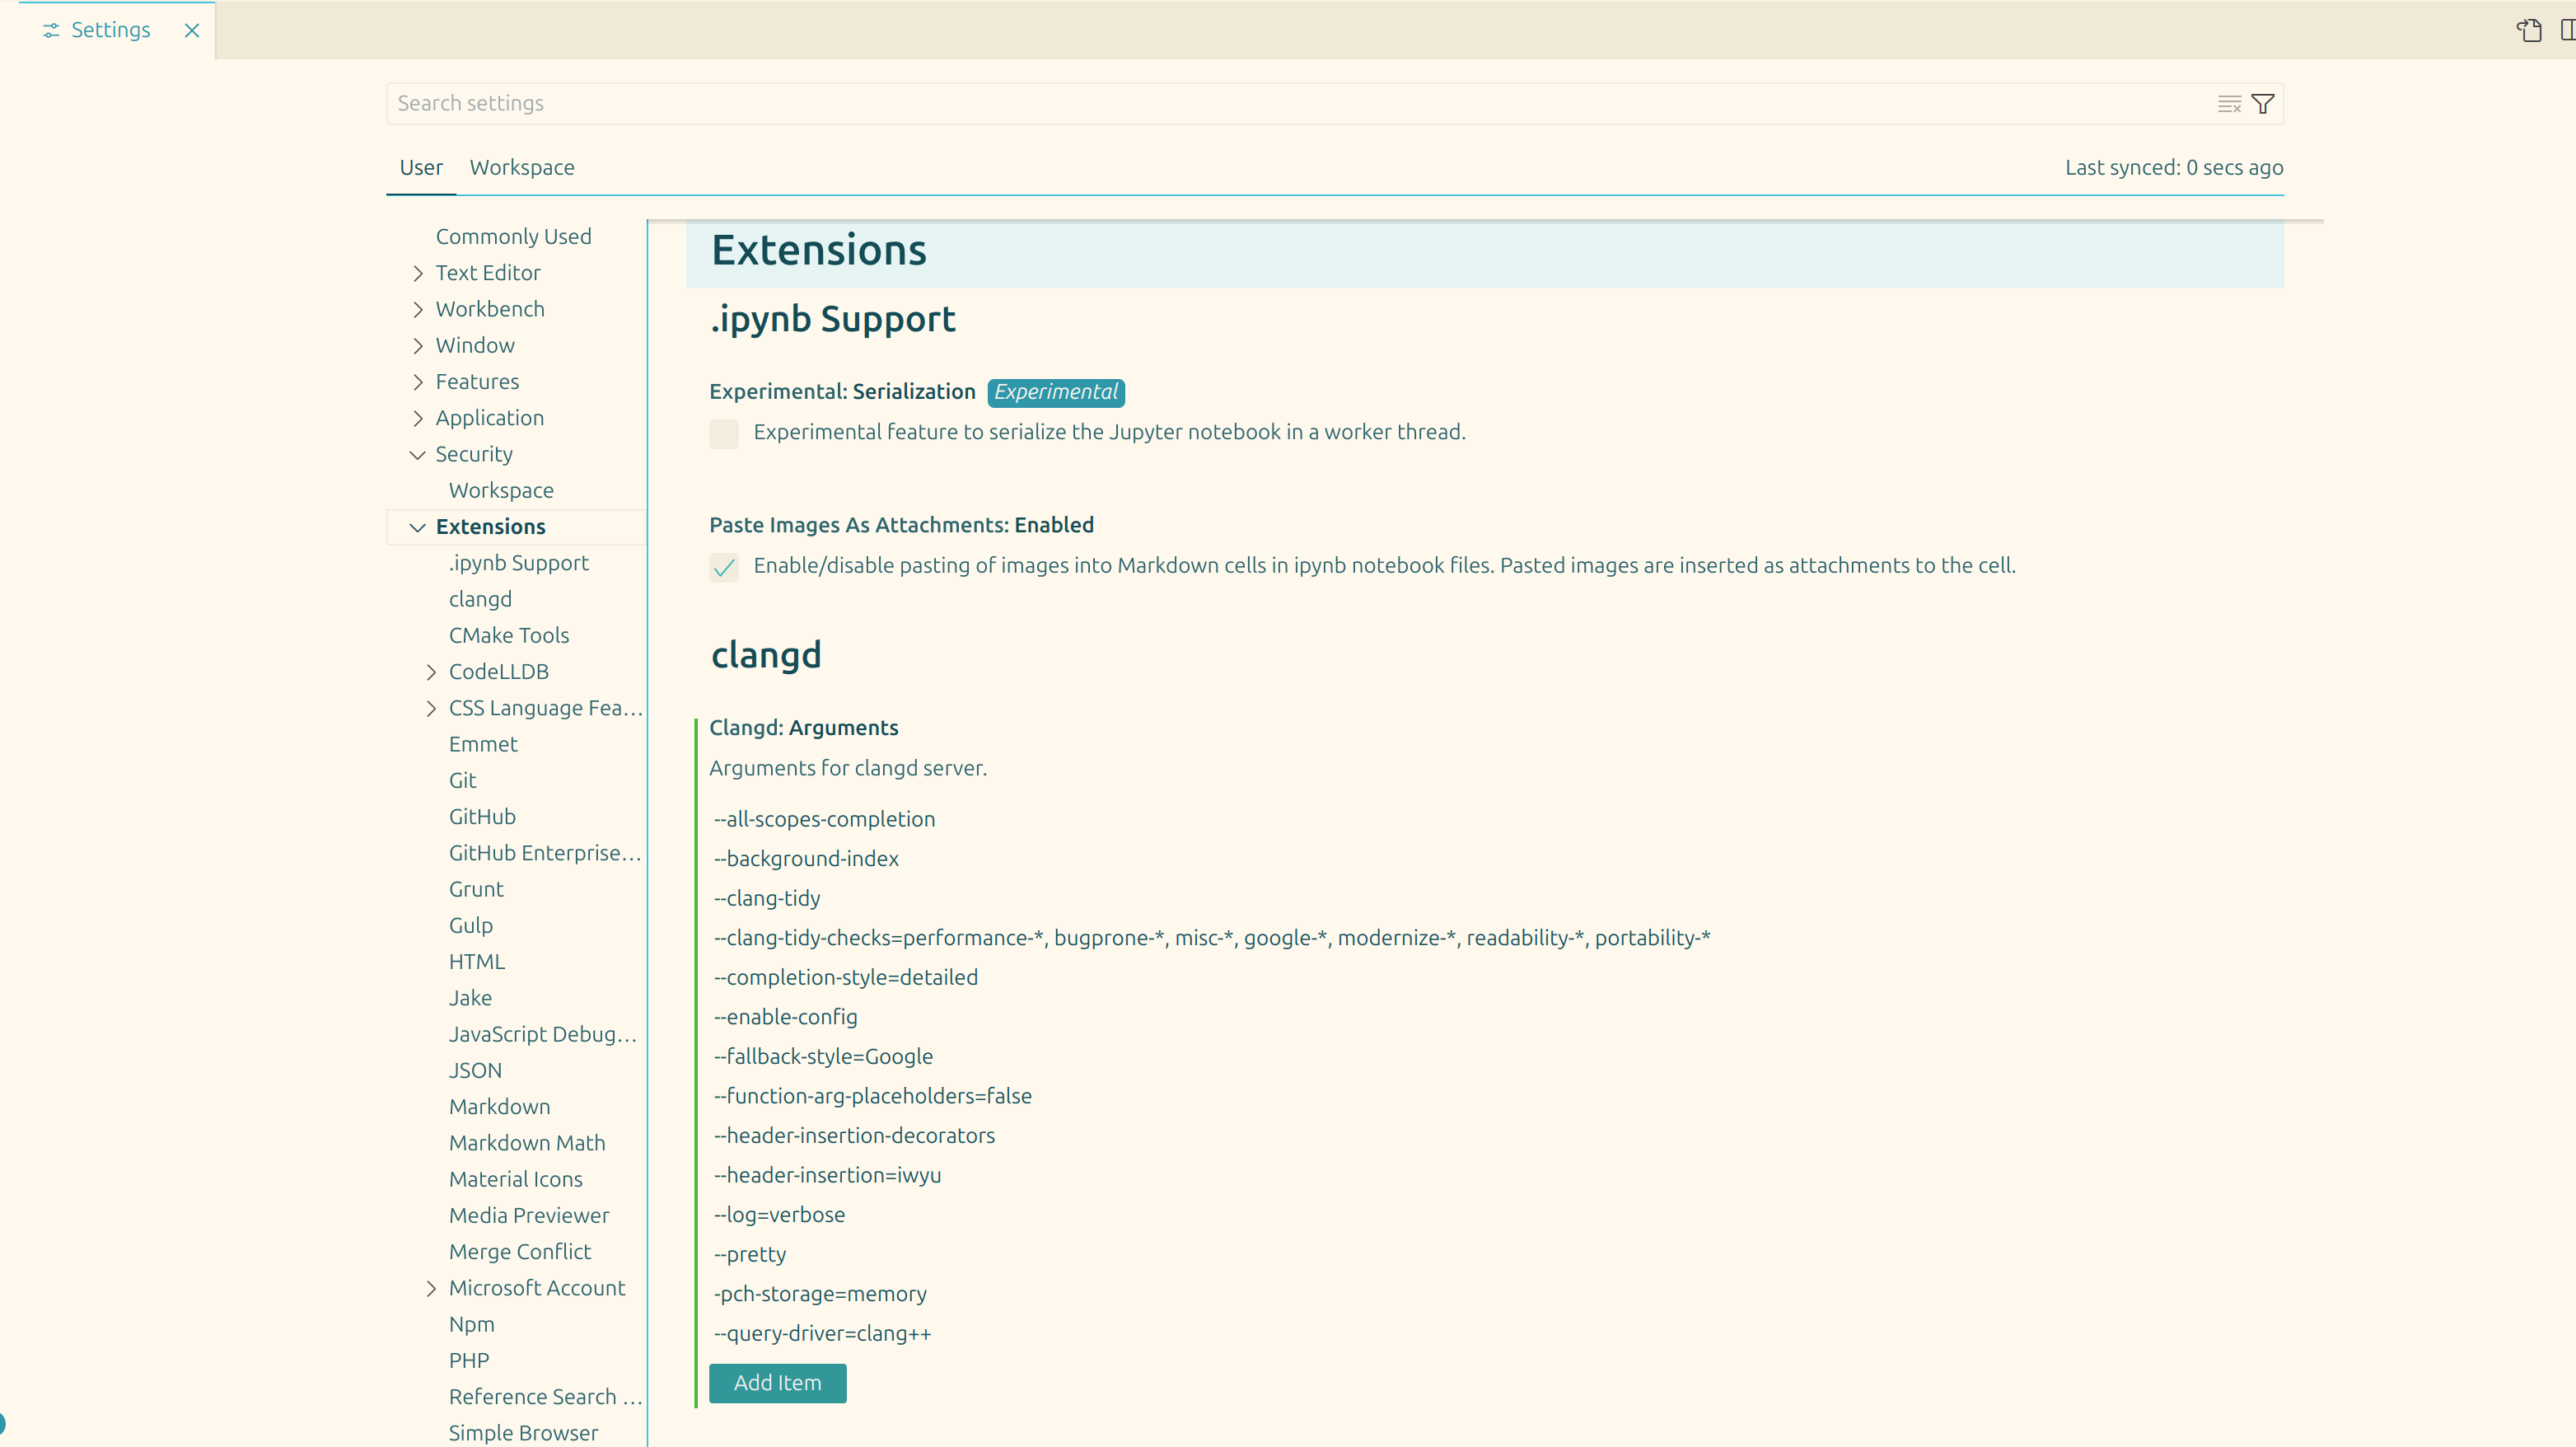 Settings
Search settings
User
Workspace
Last synced: 0 secs ago
Commonly Used
Text Editor
Workbench
Window
Features
Application
Security
Workspace
Extensions
.ipynb Support
clangd
CMake Tools
CodeLLDB
CSS Language Fea…
Emmet
Git
GitHub
GitHub Enterprise…
Grunt
Gulp
HTML
Jake
JavaScript Debug…
JSON
Markdown
Markdown Math
Material Icons
Media Previewer
Merge Conflict
Microsoft Account
Npm
PHP
Reference Search …
Simple Browser
Extensions
.ipynb Support
Experimental: Serialization Experimental
Experimental feature to serialize the Jupyter notebook in a worker thread.
Paste Images As Attachments: Enabled
Enable/disable pasting of images into Markdown cells in ipynb notebook files. Pasted images are inserted as attachments to the cell.
clangd
Clangd: Arguments
Arguments for clangd server.
--all-scopes-completion
--background-index
--clang-tidy
--clang-tidy-checks=performance-*, bugprone-*, misc-*, google-*, modernize-*, readability-*, portability-*
--completion-style=detailed
--enable-config
--fallback-style=Google
--function-arg-placeholders=false
--header-insertion-decorators
--header-insertion=iwyu
--log=verbose
--pretty
-pch-storage=memory
--query-driver=clang++
Add Item